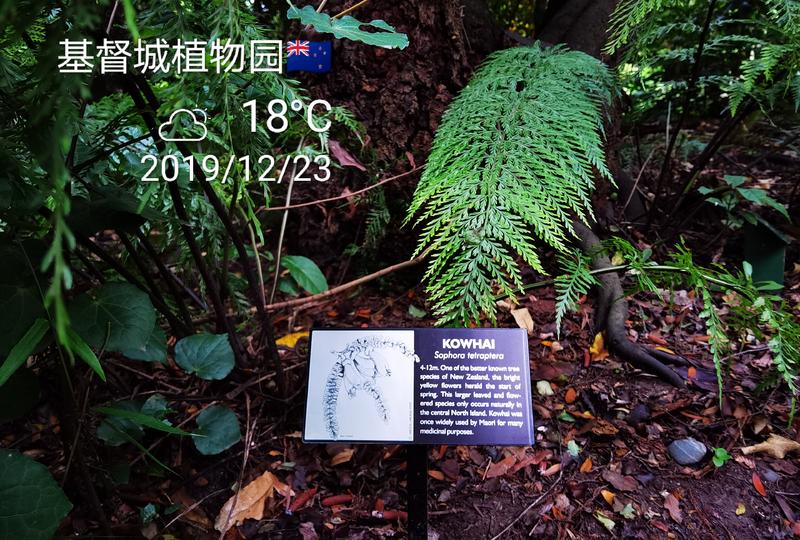 基督城植物园🇳🇿
18°C
2019/12/23
KOWHAI
Sophora tetraptera
4-12m. One of the better known tree
species of New Zealand, the bright
yellow flowers herald the start of
spring. This larger leaved and flow-
ered species only occurs naturally in
the central North Island. Kowhai was
once widely used by Maori for many
medicinal purposes.